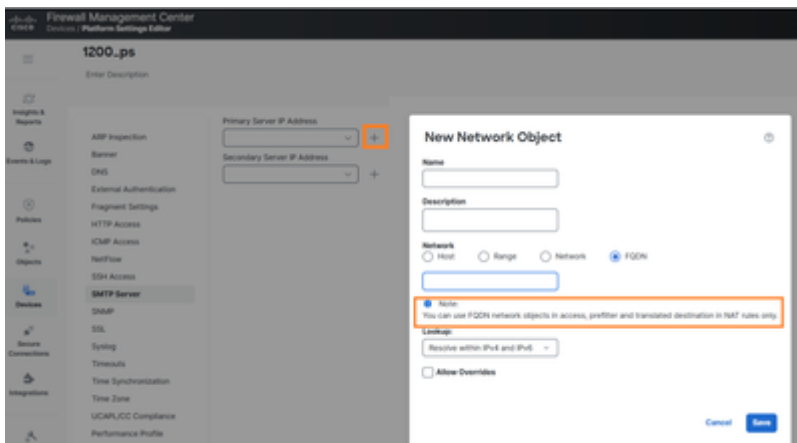 CISCO
Firewall Management Center
Devices / Platform Settings Editor
1200_ps
Enter Description
Insights & Reports
Events & Logs
Policies
Objects
Devices
Secure Connections
Integrations
ARP Inspection
Banner
DNS
External Authentication
Fragment Settings
HTTP Access
ICMP Access
NetFlow
SSH Access
SMTP Server
SNMP
SSL
Syslog
Timeouts
Time Synchronization
Time Zone
UCAPL/CC Compliance
Performance Profile
Primary Server IP Address
Secondary Server IP Address
New Network Object
Name
Description
Network
Host Range Network FQDN
Note:
You can use FQDN network objects in access, prefilter and translated destination in NAT rules only.
Lookup:
Resolve within IPv4 and IPv6
Allow Overrides
Cancel Save